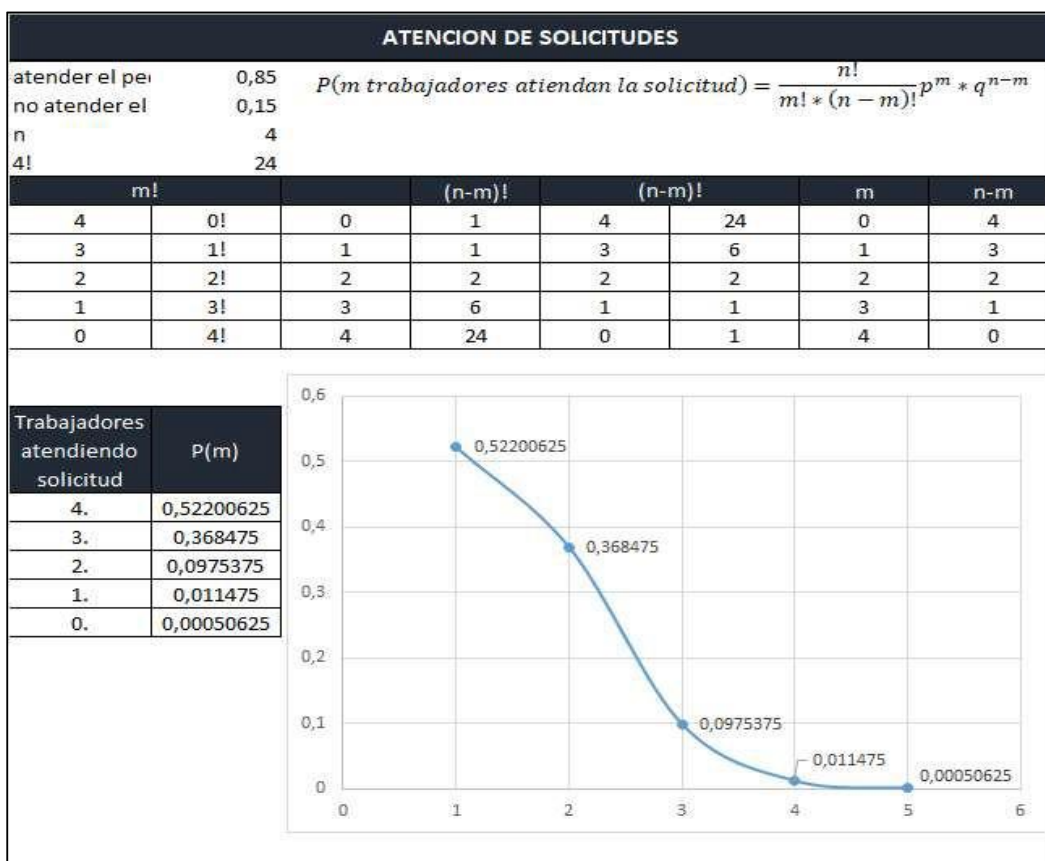 ATENCION DE SOLICITUDES
atender el pe 0,85
no atender el 0,15
n 4
4! 24
P(m trabajadores atiendan la solicitud) = n! / m! * (n − m)! p^m * q^{n−m}
m! (n-m)! (n-m)! m n-m
4 0! 0 1 4 24 0 4
3 1! 1 1 3 6 1 3
2 2! 2 2 2 2 2 2
1 3! 3 6 1 1 3 1
0 4! 4 24 0 1 4 0
Trabajadores
atendiendo
solicitud
P(m)
4. 0,52200625
3. 0,368475
2. 0,0975375
1. 0,011475
0. 0,00050625
0,6
0,5
0,4
0,3
0,2
0,1
0
0,52200625
0,368475
0,0975375
0,011475
0,00050625
0 1 2 3 4 5 6